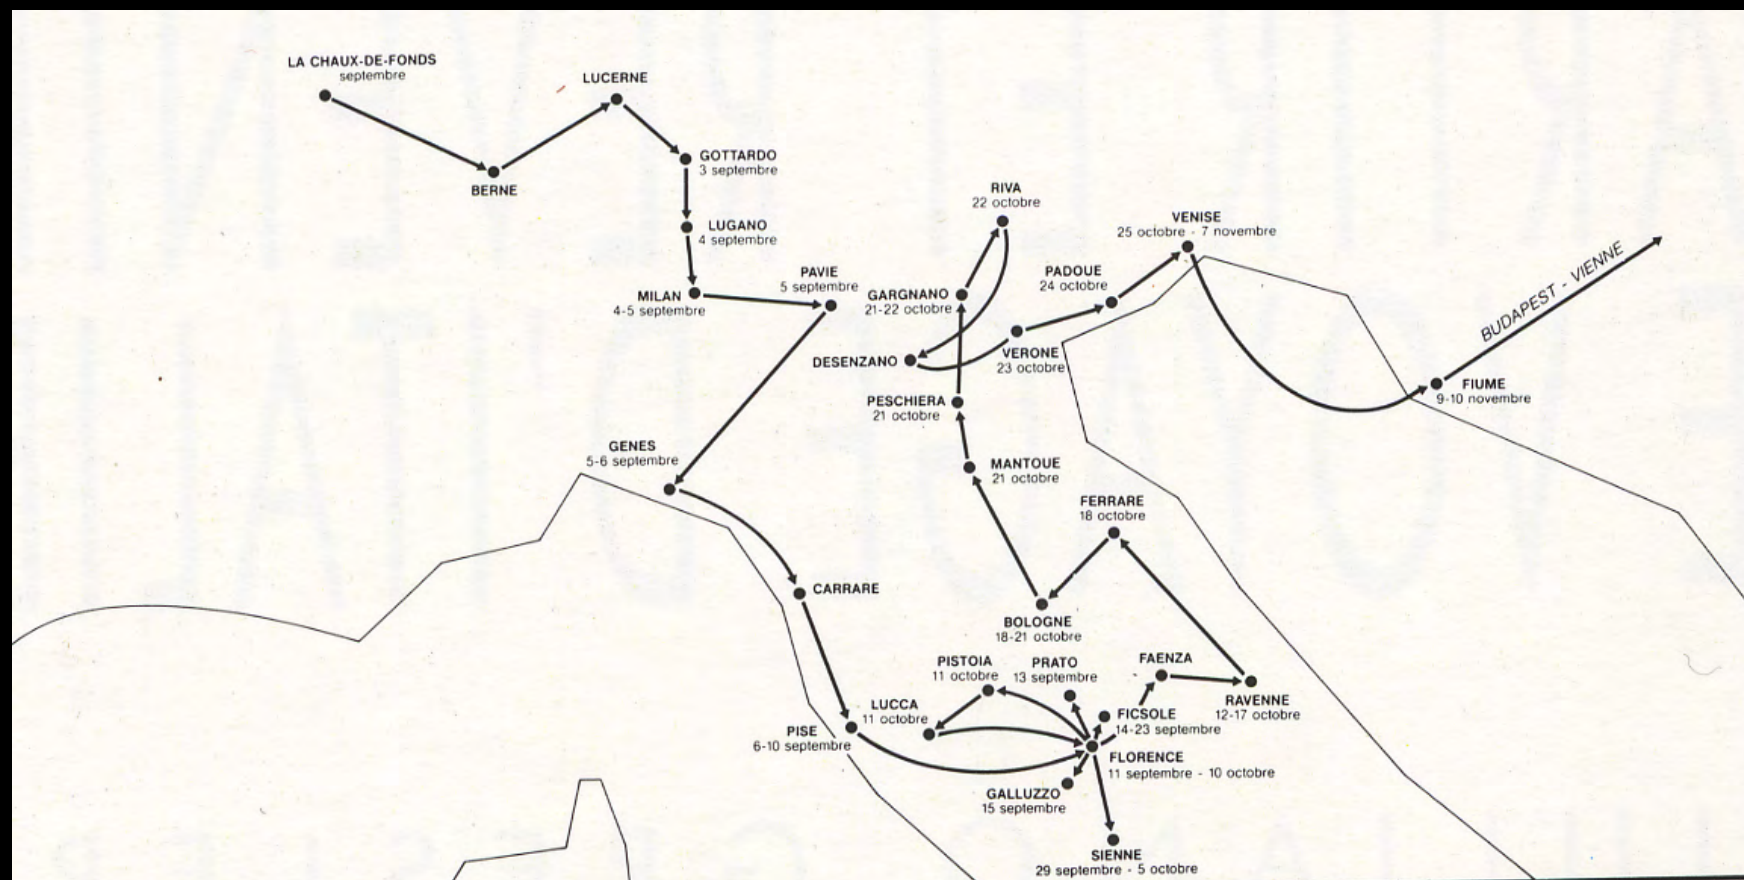 LA CHAUX-DE-FONDS
septembre
BERNE
LUCERNE
GOTTARDO
3 septembre
LUGANO
4 septembre
MILAN
4-5 septembre
PAVIE
5 septembre
GENES
5-6 septembre
CARRARE
PISE
6-10 septembre
LUCCA
11 octobre
PISTOIA
11 octobre
PRATO
13 septembre
FICSOLE
14-23 septembre
FLORENCE
11 septembre - 10 octobre
GALLUZZO
15 septembre
SIENNE
29 septembre - 5 octobre
FAENZA
RAVENNE
12-17 octobre
FERRARE
18 octobre
BOLOGNE
18-21 octobre
MANTOUE
21 octobre
PESCHIERA
21 octobre
GARGNANO
21-22 octobre
RIVA
22 octobre
DESENZANO
VERONE
23 octobre
PADOUE
24 octobre
VENISE
25 octobre - 7 novembre
FIUME
9-10 novembre
BUDAPEST - VIENNE